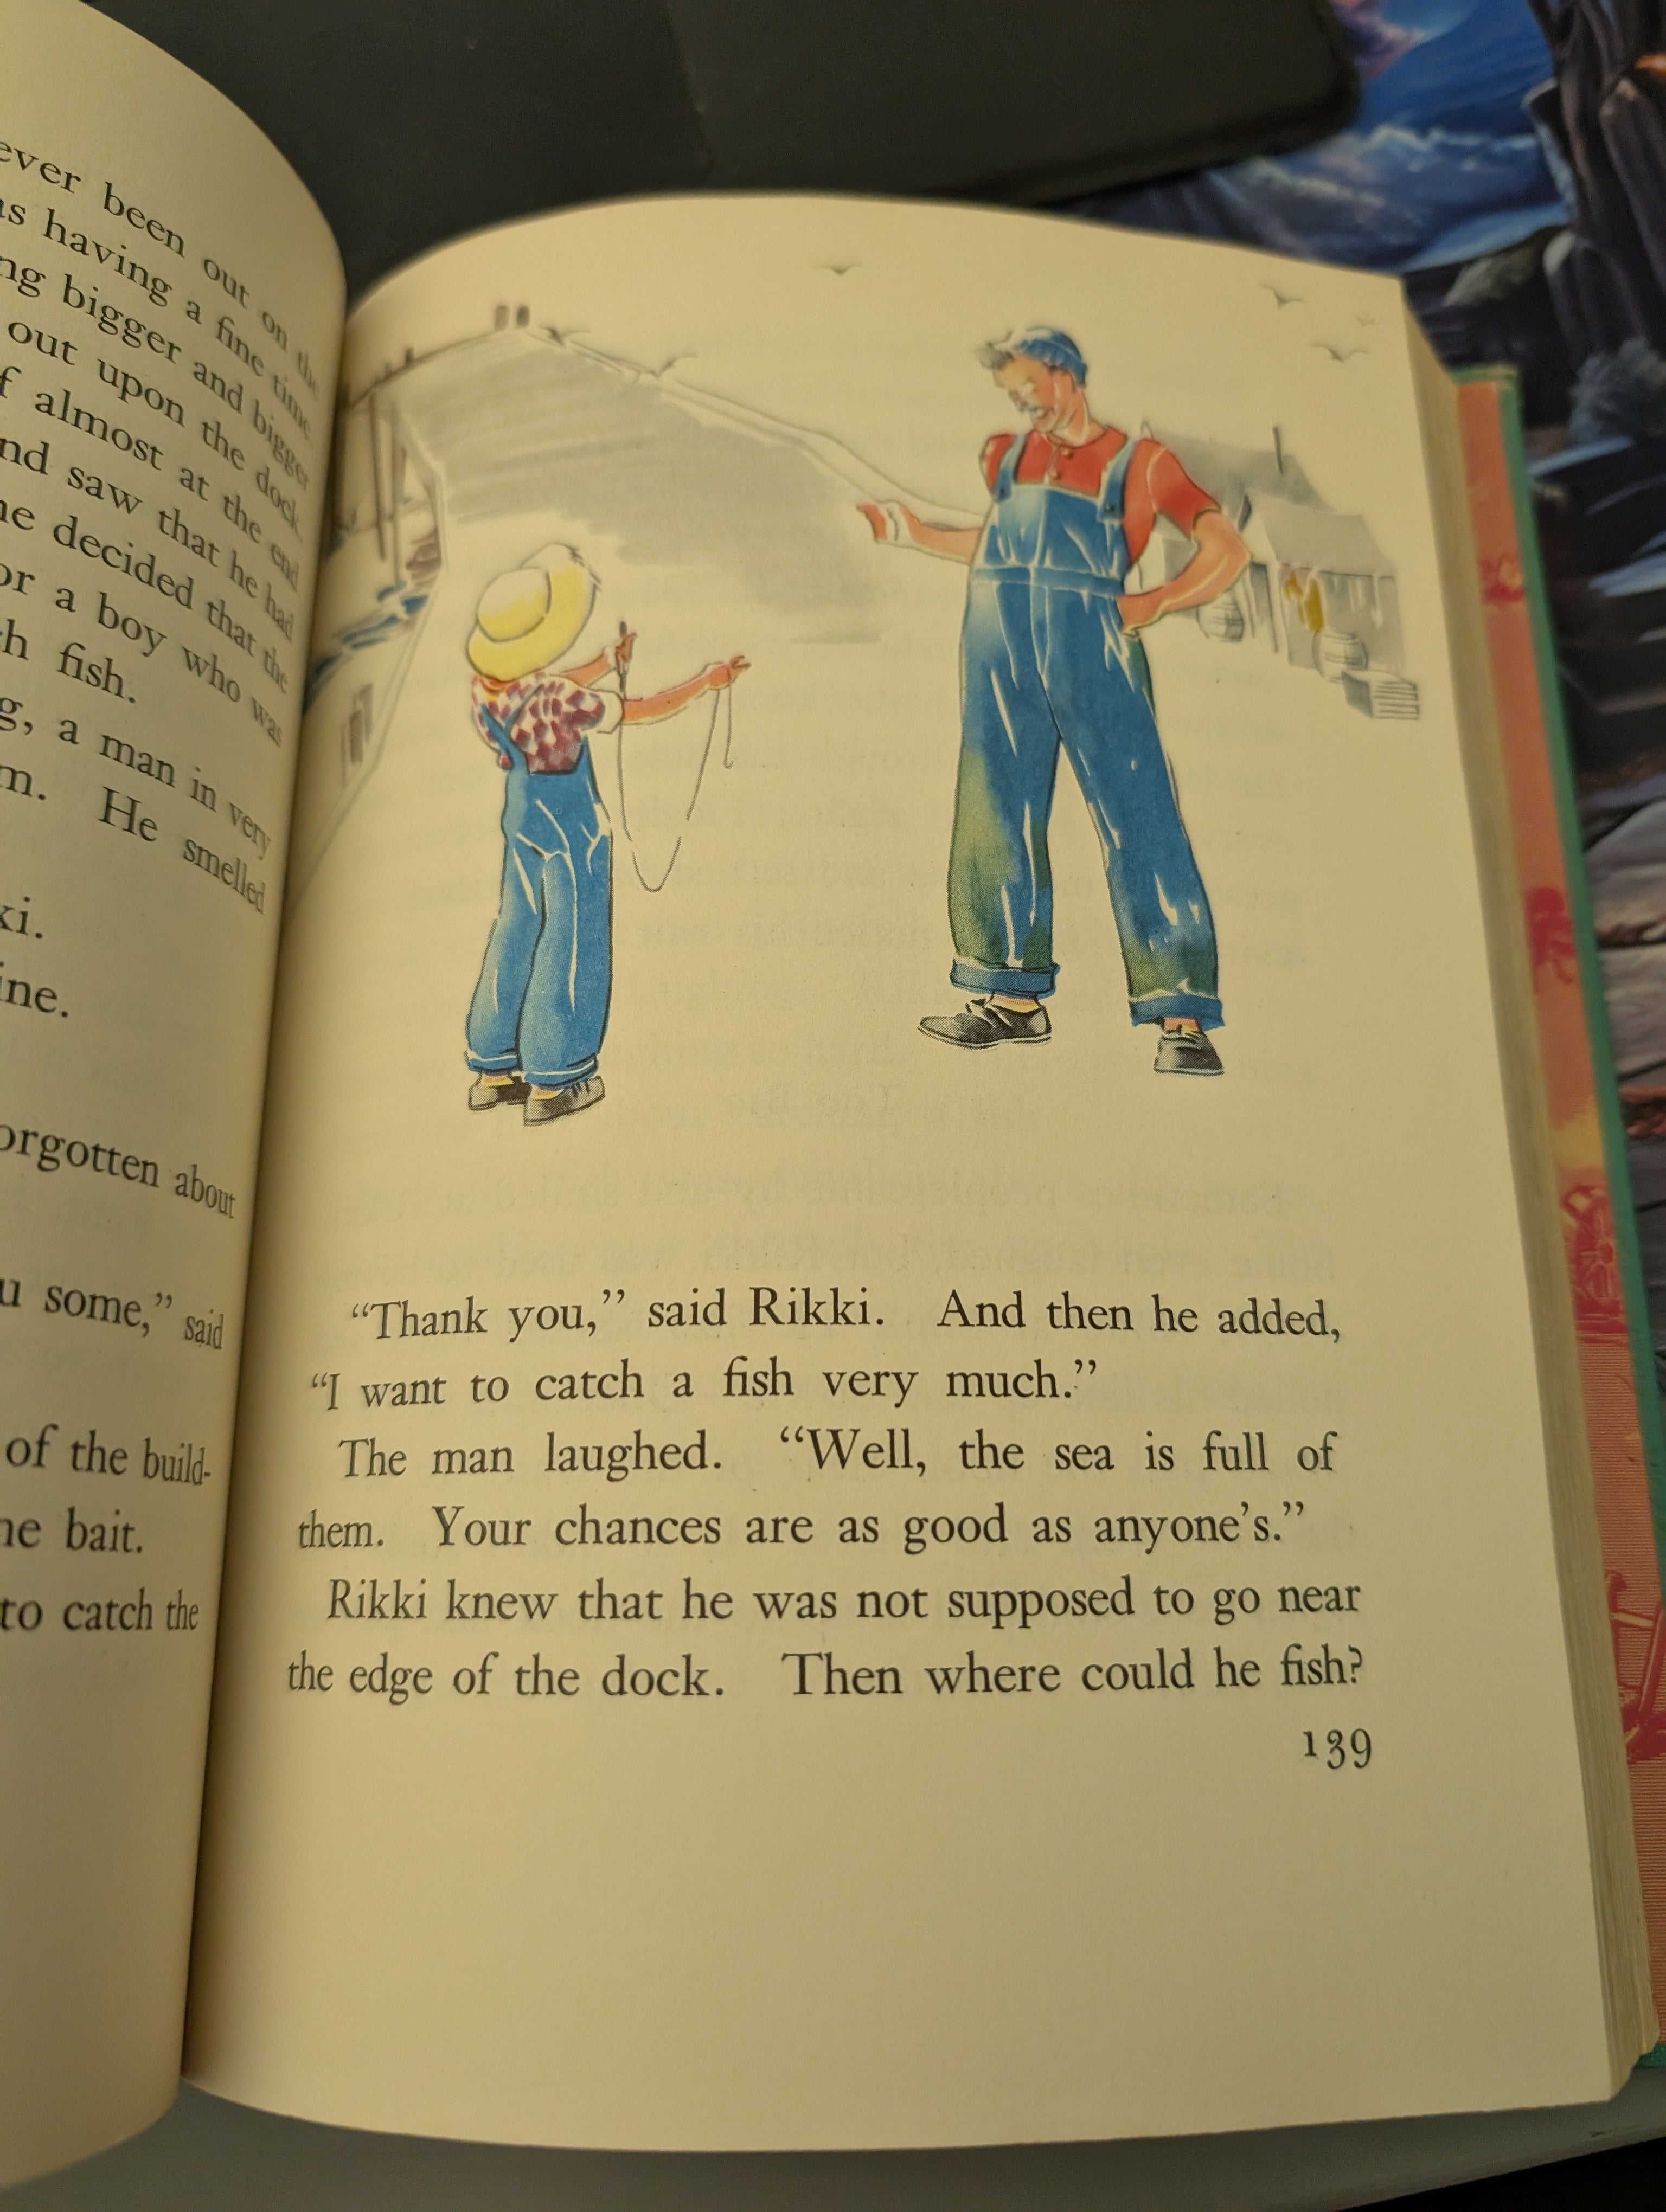 ever been out on the
s having a fine time.
ng bigger and bigger
out upon the dock.
f almost at the end
nd saw that he had
he decided that the
or a boy who was
h fish.
g, a man in very
m. He smelled
ki.
ine.
orgotten about
u some,” said
of the build-
he bait.
to catch the
“Thank you,” said Rikki. And then he added,
“I want to catch a fish very much.”
The man laughed. “Well, the sea is full of
them. Your chances are as good as anyone’s.”
Rikki knew that he was not supposed to go near
the edge of the dock. Then where could he fish?
139